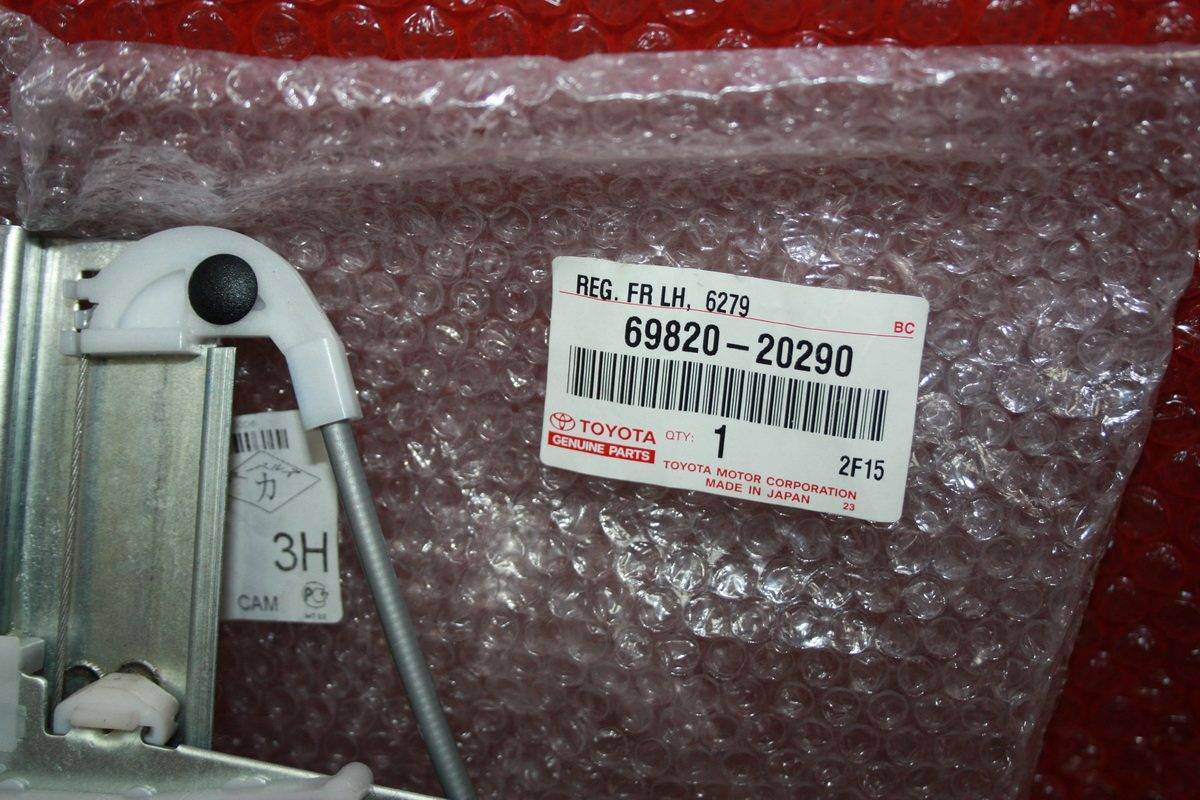 REG. FR LH, 6279
BC
69820-20290
TOYOTA
GENUINE PARTS
QTY: 1
2F15
TOYOTA MOTOR CORPORATION
MADE IN JAPAN
23
カ
3H
CAM